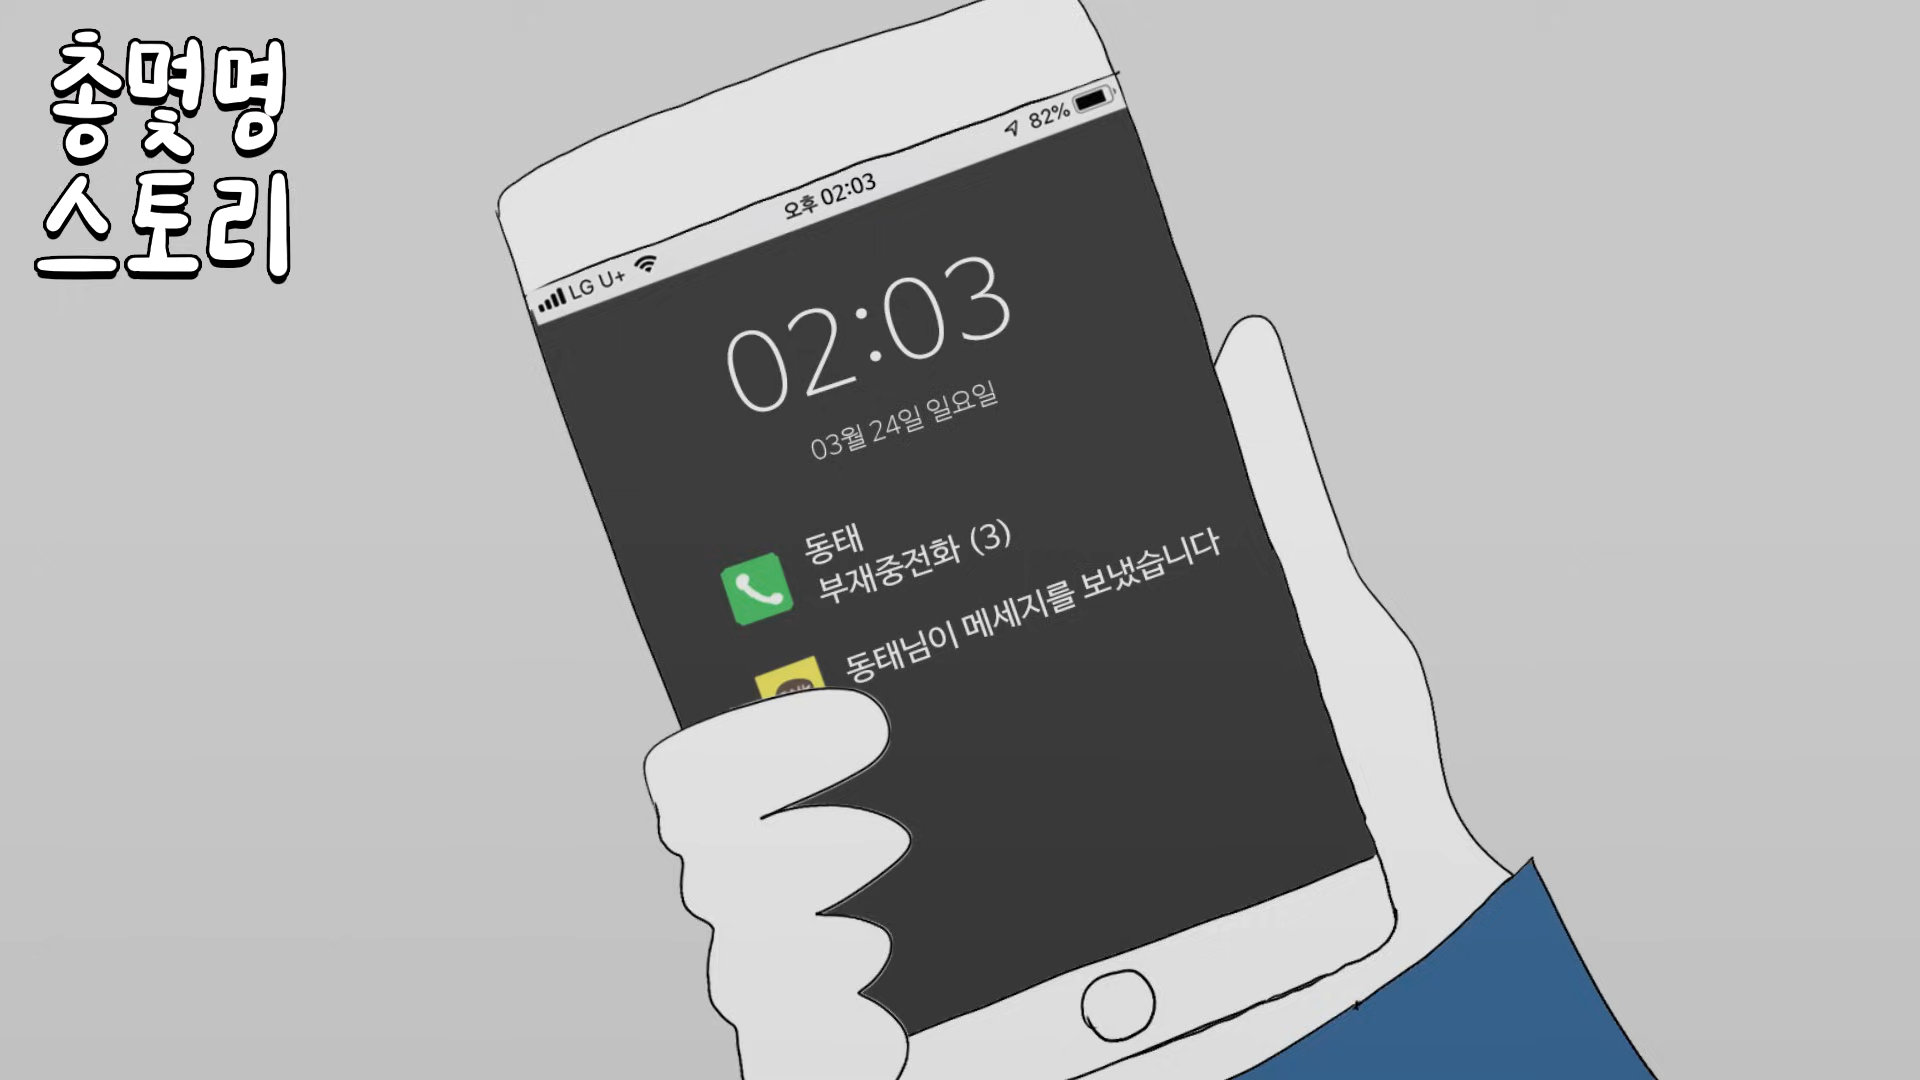 총몇명
스토리
LG U+
오후 02:03
82%
02:03
03월 24일 일요일
동태
부재중전화 (3)
동태님이 메세지를 보냈습니다